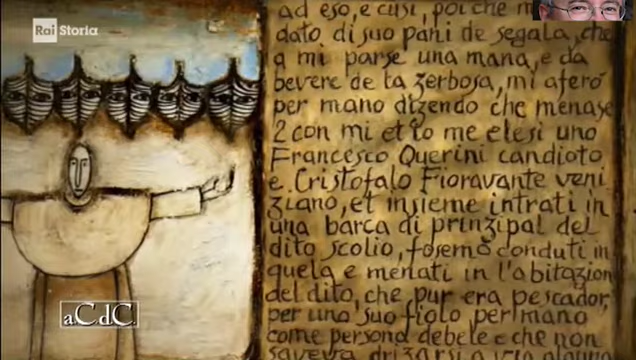 Rai Storia
ad eso, e cusi, poi che m
dato di suo pani de segala, che
a mi parse una mana, e da
bevere de la zerbosa, mi aferò
per mano dizendo che menase
2 con mi et io me elesi uno
Francesco Querini candioto
e. Cristofalo Fioravante veni
ziano, et insieme intrati in
una barca di prinzipal del
dito scolio, fosemo conduti in
quela e menati in l'abitazion
del dito, che pur era pescador,
per uno suo fiolo per mano
come persona debele e che non
saveva drizarsi
a.C.d.C.